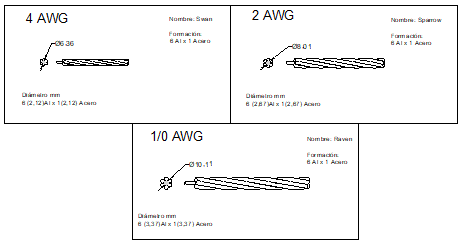 4 AWG
Nombre: Swan
Formación:
6 Al x 1 Acero
Ø6.36
Diámetro mm
6 (2,12)Al x 1(2,12) Acero
2 AWG
Nombre: Sparrow
Formación:
6 Al x 1 Acero
Ø8.01
Diámetro mm
6 (2,67)Al x 1(2,67) Acero
1/0 AWG
Nombre: Raven
Formación:
6 Al x 1 Acero
Ø10.11
Diámetro mm
6 (3,37)Al x 1(3,37) Acero